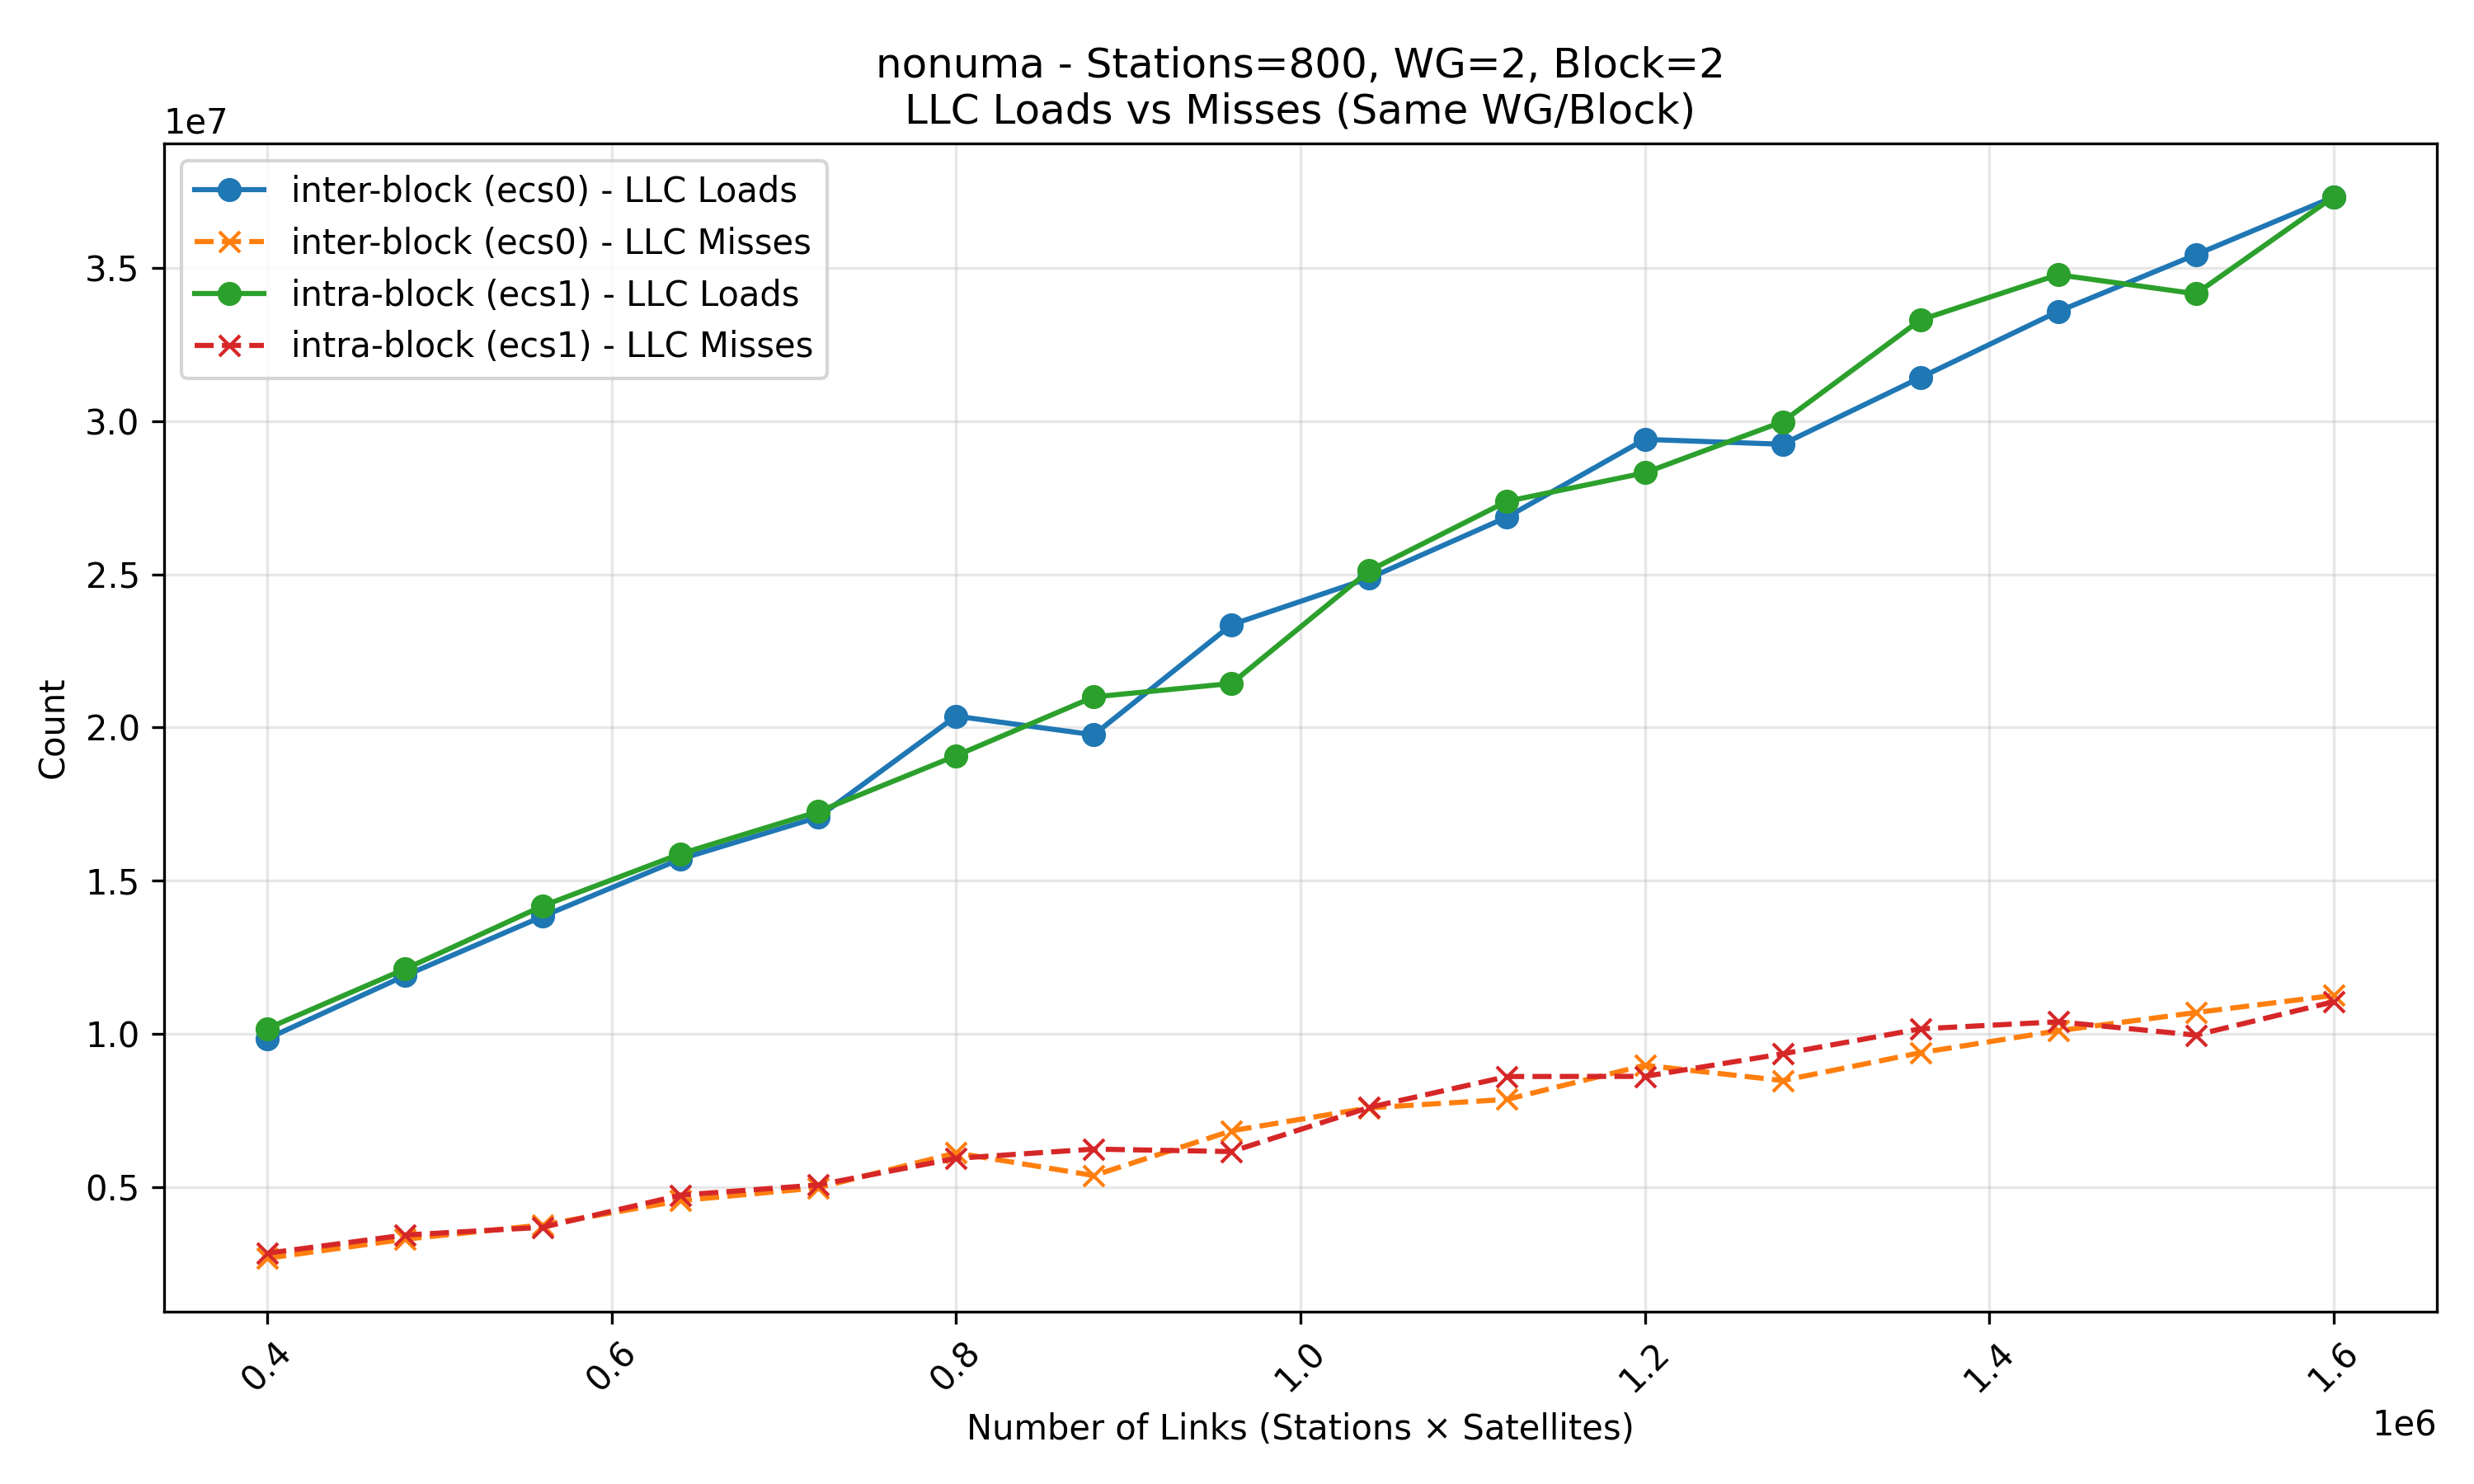 nonuma - Stations=800, WG=2, Block=2
LLC Loads vs Misses (Same WG/Block)
1e7
inter-block (ecs0) - LLC Loads
inter-block (ecs0) - LLC Misses
intra-block (ecs1) - LLC Loads
intra-block (ecs1) - LLC Misses
3.5
3.0
2.5
2.0
1.5
1.0
0.5
Count
0.4
0.6
0.8
1.0
1.2
1.4
1.6
1e6
Number of Links (Stations × Satellites)